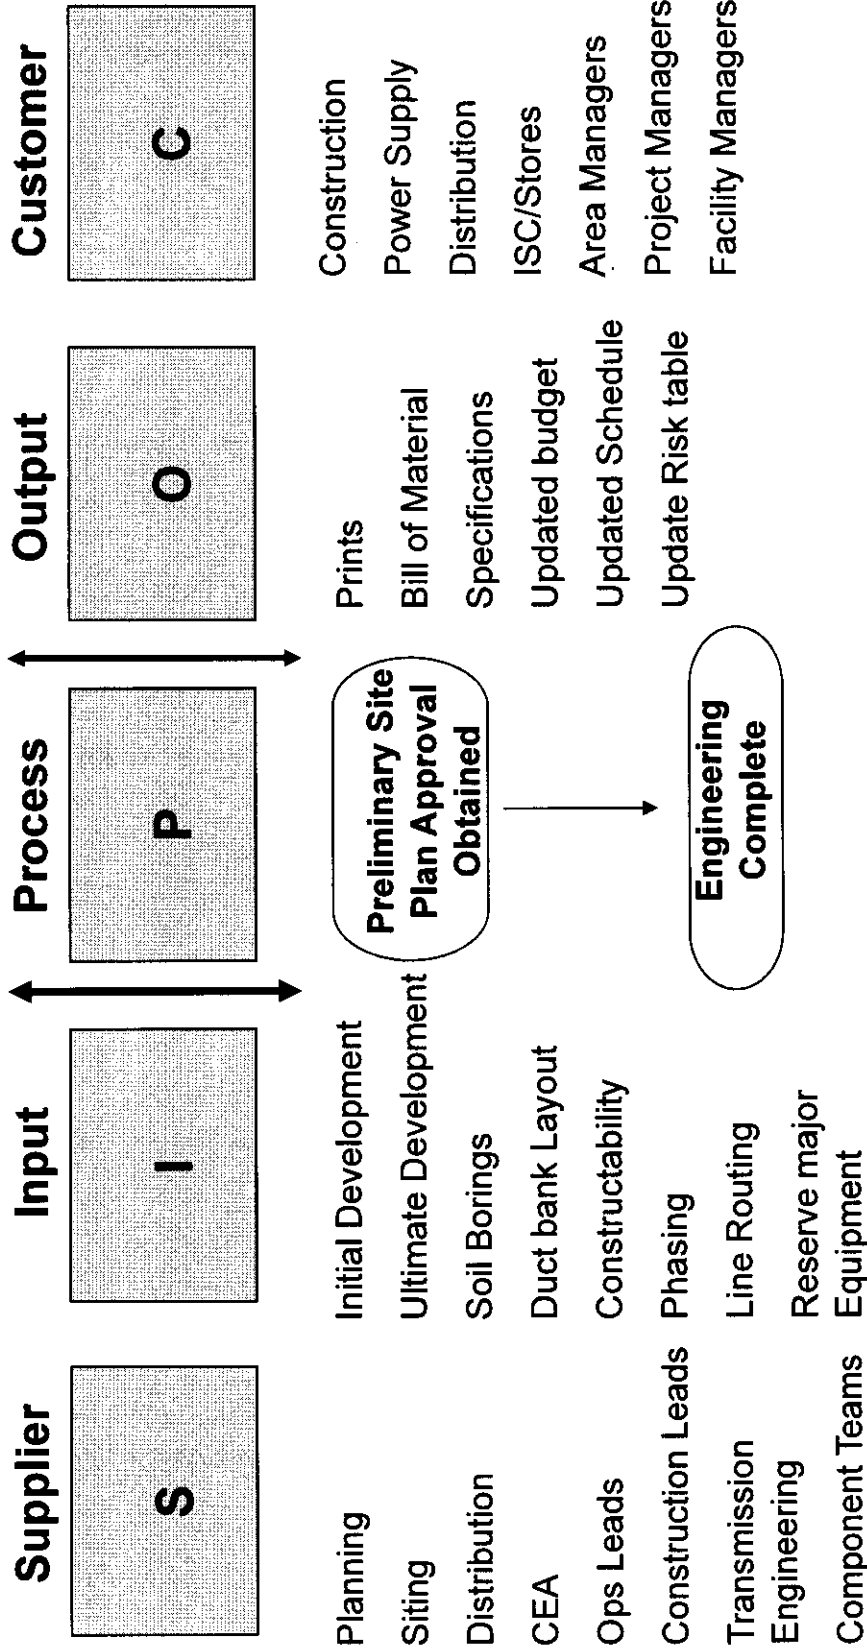 Supplier
S
Planning
Siting
Distribution
CEA
Ops Leads
Construction Leads
Transmission
Engineering
Component Teams
Input
I
Initial Development
Ultimate Development
Soil Borings
Duct bank Layout
Constructability
Phasing
Line Routing
Reserve major
Equipment
Process
P
Preliminary Site
Plan Approval
Obtained
Engineering
Complete
Output
O
Prints
Bill of Material
Specifications
Updated budget
Updated Schedule
Update Risk table
Customer
C
Construction
Power Supply
Distribution
ISC/Stores
Area Managers
Project Managers
Facility Managers